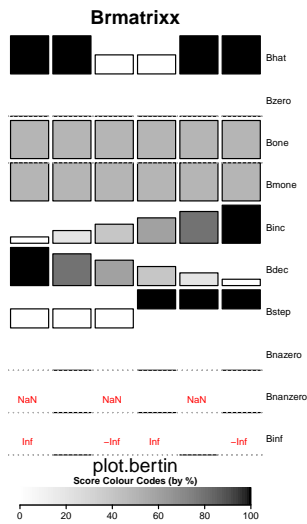 Brmatrixx
Bhat
Bzero
Bone
Bmone
Binc
Bdec
Bstep
Bnazero
NaN NaN NaN Bnanzero
Inf −Inf Inf −Inf Binf
plot.bertin
Score Colour Codes (by %)
0 20 40 60 80 100